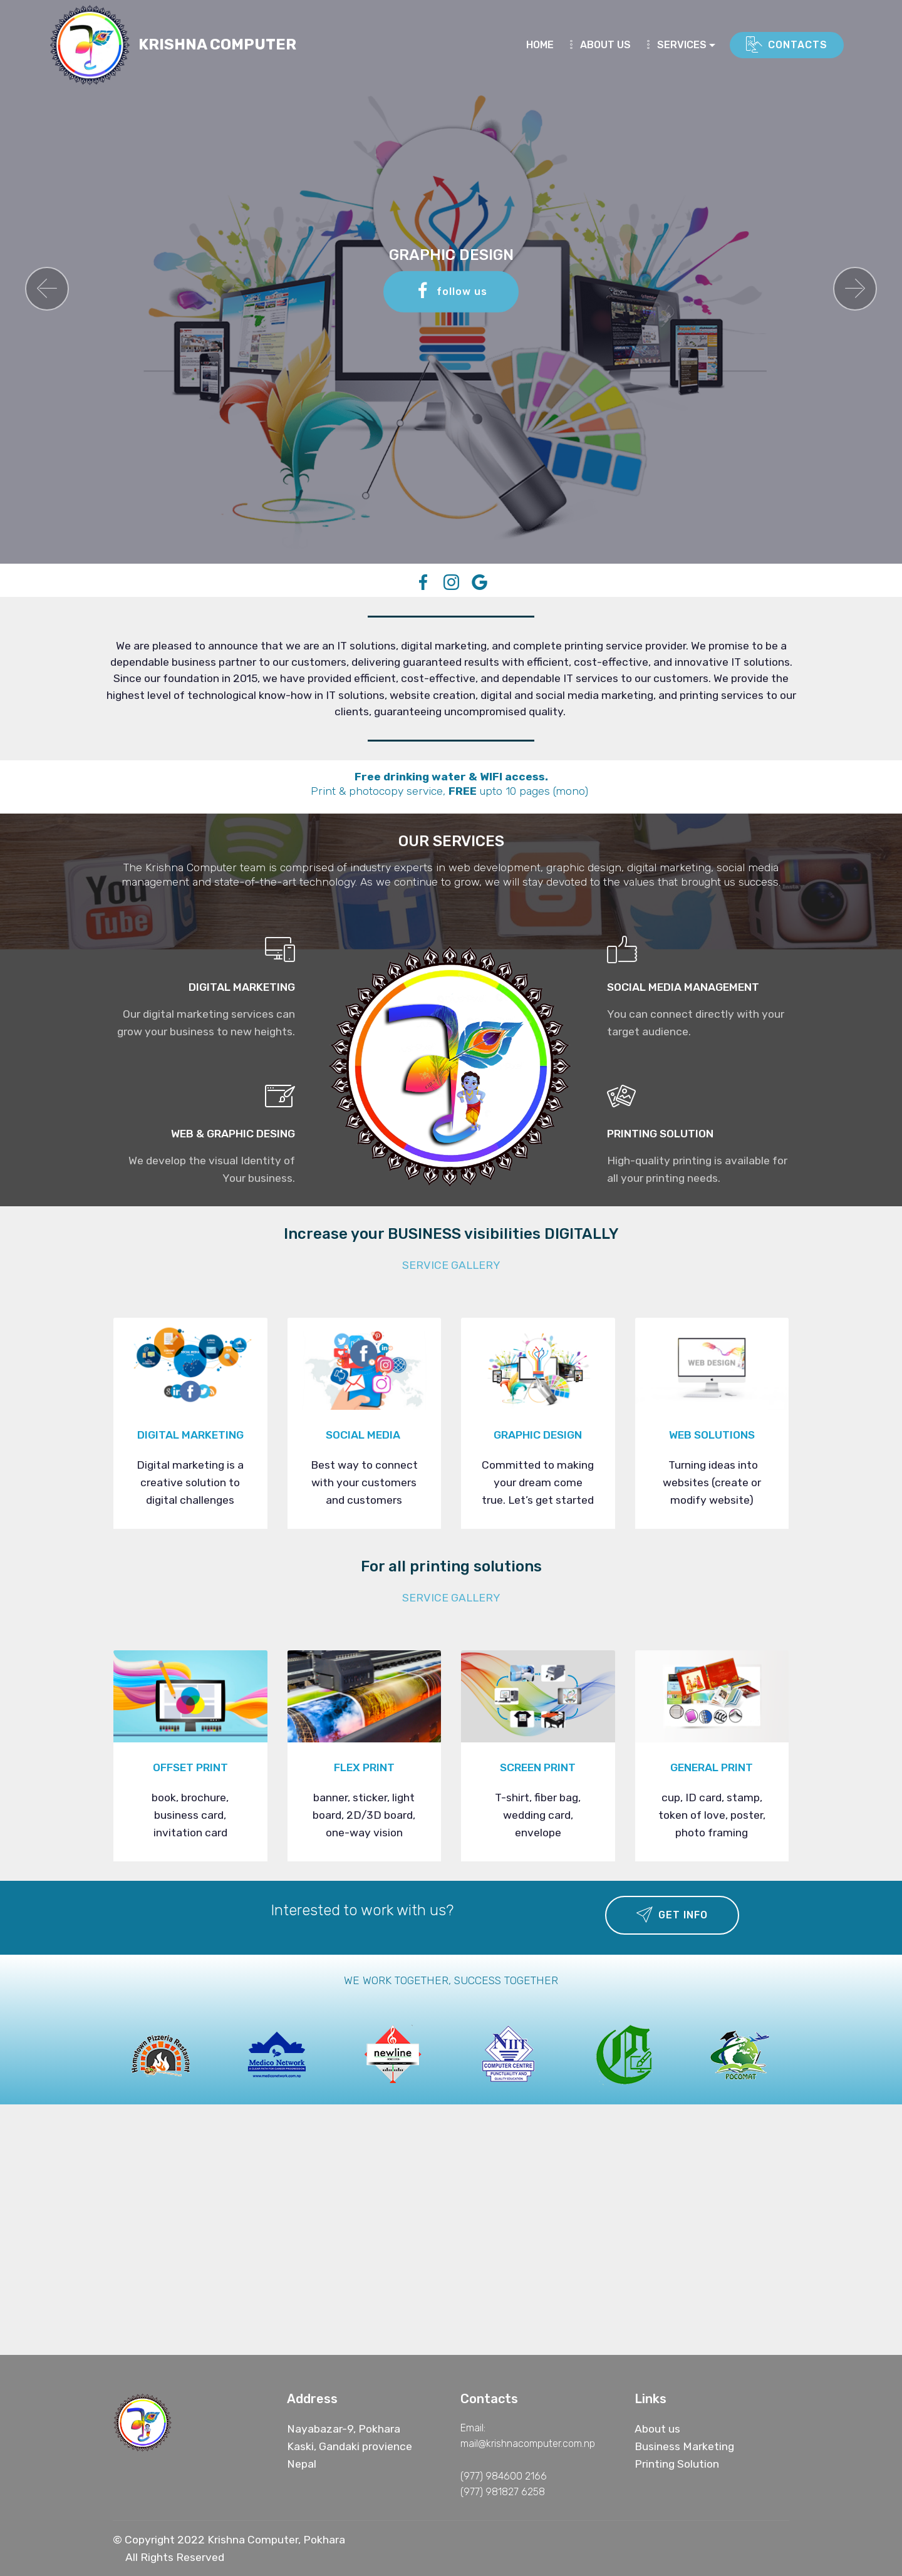 KRISHNA COMPUTER
HOME
ABOUT US
SERVICES
CONTACTS
GRAPHIC DESIGN
follow us
We are pleased to announce that we are an IT solutions, digital marketing, and complete printing service provider. We promise to be a
dependable business partner to our customers, delivering guaranteed results with efficient, cost-effective, and innovative IT solutions.
Since our foundation in 2015, we have provided efficient, cost-effective, and dependable IT services to our customers. We provide the
highest level of technological know-how in IT solutions, website creation, digital and social media marketing, and printing services to our
clients, guaranteeing uncompromised quality.
Free drinking water & WIFI access.
Print & photocopy service, FREE upto 10 pages (mono)
OUR SERVICES
The Krishna Computer team is comprised of industry experts in web development, graphic design, digital marketing, social media
management and state-of-the-art technology. As we continue to grow, we will stay devoted to the values that brought us success.
You
Tube
DIGITAL MARKETING
Our digital marketing services can
grow your business to new heights.
WEB & GRAPHIC DESING
We develop the visual Identity of
Your business.
SOCIAL MEDIA MANAGEMENT
You can connect directly with your
target audience.
PRINTING SOLUTION
High-quality printing is available for
all your printing needs.
Increase your BUSINESS visibilities DIGITALLY
SERVICE GALLERY
DIGITAL MARKETING
Digital marketing is a
creative solution to
digital challenges
SOCIAL MEDIA
Best way to connect
with your customers
and customers
GRAPHIC DESIGN
Committed to making
your dream come
true. Let's get started
WEB DESIGN
WEB SOLUTIONS
Turning ideas into
websites (create or
modify website)
For all printing solutions
SERVICE GALLERY
OFFSET PRINT
book, brochure,
business card,
invitation card
FLEX PRINT
banner, sticker, light
board, 2D/3D board,
one-way vision
SCREEN PRINT
T-shirt, fiber bag,
wedding card,
envelope
GENERAL PRINT
cup, ID card, stamp,
token of love, poster,
photo framing
Interested to work with us?
GET INFO
WE WORK TOGETHER, SUCCESS TOGETHER
Hometown Pizzeria Restaurant
Medico Network
www.mediconetwork.com.np
newline
NIIT
COMPUTER CENTRE
PUNCTUALITY AND
QUALITY EDUCATION
POCOMAT
Address
Nayabazar-9, Pokhara
Kaski, Gandaki provience
Nepal
Contacts
Email:
mail@krishnacomputer.com.np
(977) 984600 2166
(977) 981827 6258
Links
About us
Business Marketing
Printing Solution
© Copyright 2022 Krishna Computer, Pokhara
All Rights Reserved